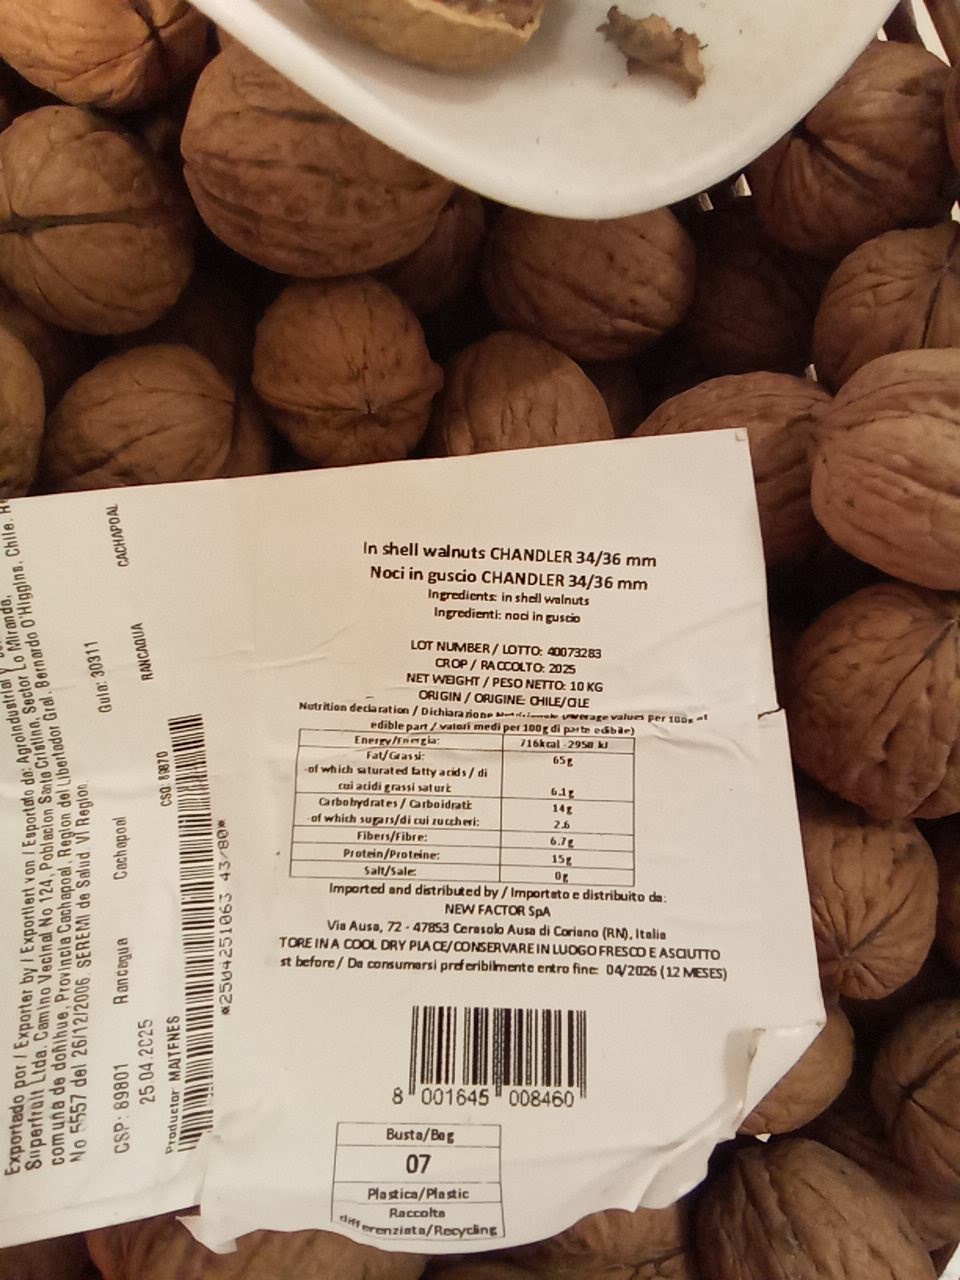 In shell walnuts CHANDLER 34/36 mm
Noci in guscio CHANDLER 34/36 mm
Ingredients: in shell walnuts
Ingredienti: noci in guscio
LOT NUMBER / LOTTO: 40073283
CROP / RACCOLTO: 2025
NET WEIGHT / PESO NETTO: 10 KG
ORIGIN / ORIGINE: CHILE/CILE
Nutrition declaration / Dichiarazione (average values per 100g of
edible part / valori medi per 100g di parte edibile)
Energy/Energia: 716kcal - 2958 kJ
Fat/Grassi: 65g
-of which saturated fatty acids / di
cui acidi grassi saturi: 6.1g
Carbohydrates / Carboidrati: 14g
-of which sugars/di cui zuccheri: 2.6
Fibers/Fibre: 6.7g
Protein/Proteine: 15g
Salt/Sale: 0g
Imported and distributed by / Importato e distribuito da:
NEW FACTOR SpA
Via Ausa, 72 - 47853 Cerasolo Ausa di Coriano (RN), Italia
TORE IN A COOL DRY PLACE/CONSERVARE IN LUOGO FRESCO E ASCIUTTO
st before / Da consumarsi preferibilmente entro fine: 04/2026 (12 MESES)
8 001645 008460
Busta/Bag
07
Plastica/Plastic
Raccolta
differenziata/Recycling
Exportado por / Exporter by / Exportiert von / Esportato da: Agroindustrial y
Superfruit Ltda. Camino Vecinal No 124, Poblacion Santa Cristina, Sector Lo Miranda,
comuna de doñihue, Provincia Cachapoal, Region del Libertador Gral. Bernardo O'Higgins. Chile.
No 5557 del 26/12/2006. SEREMI de Salud. VI Region
CSP: 89801 Rancagua Cachapoal Guia: 30311 CACHAPOAL
25.04.2025 RANCAGUA
Productor MAITENES CSG 89870
*2504251063 43/80*